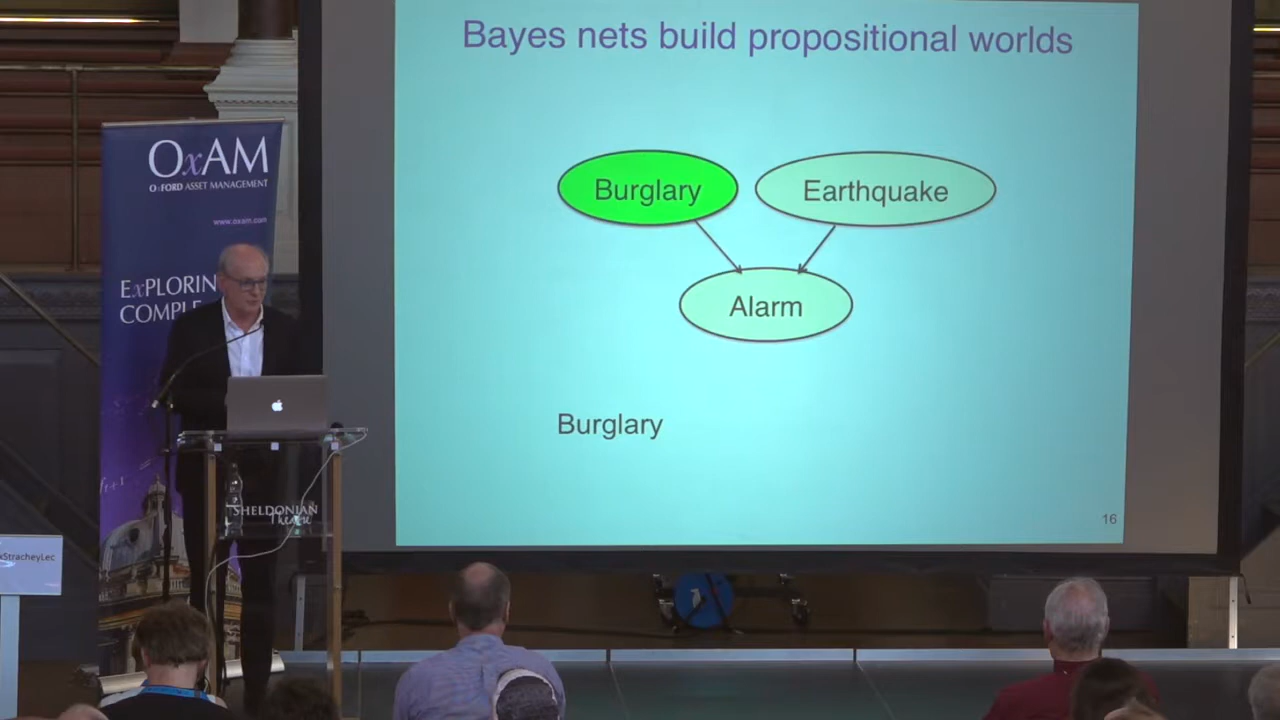 Bayes nets build propositional worlds
OxAM
OxFORD ASSET MANAGEMENT
www.oxam.com
Burglary
Earthquake
Alarm
ExPLORIN
COMPLE
Burglary
SHELDONIAN
Theatre
16
xStracheyLec